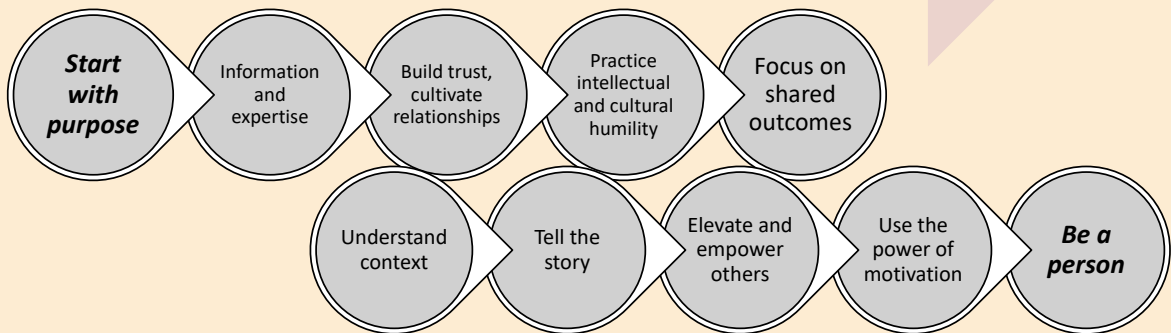 Start
with
purpose
Information
and
expertise
Build trust,
cultivate
relationships
Practice
intellectual
and cultural
humility
Focus on
shared
outcomes
Understand
context
Tell the
story
Elevate and
empower
others
Use the
power of
motivation
Be a
person